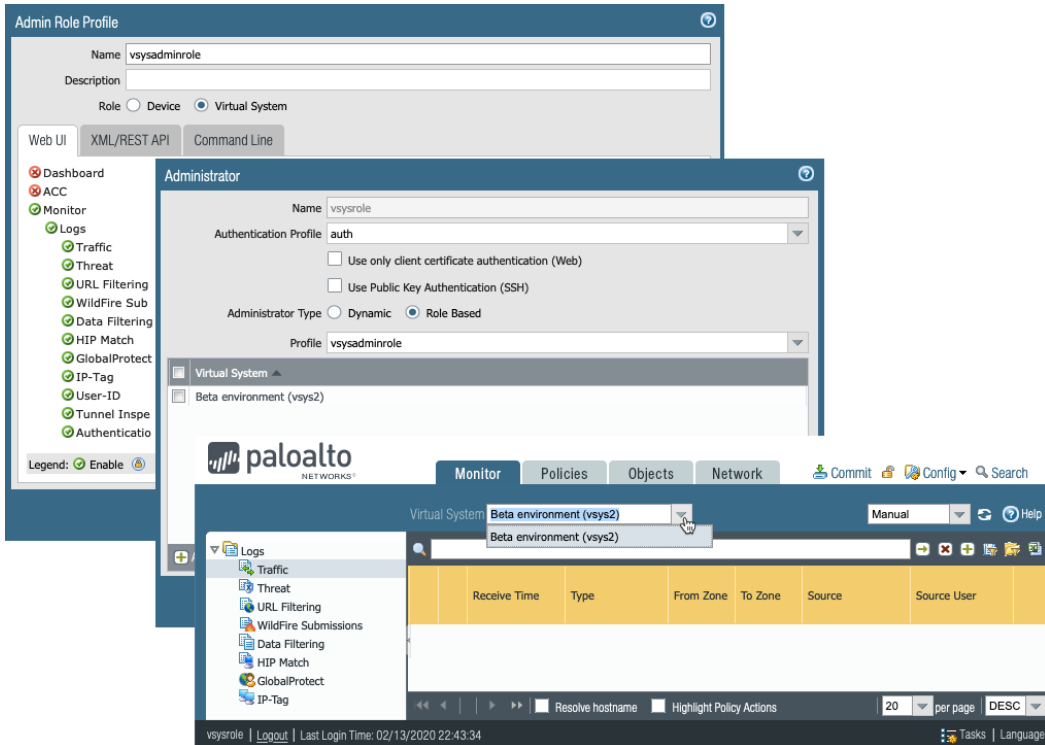 Admin Role Profile
Name vsysadminrole
Description
Role Device Virtual System
Web UI XML/REST API Command Line
Dashboard
ACC
Monitor
Logs
Traffic
Threat
URL Filtering
WildFire Sub
Data Filtering
HIP Match
GlobalProtect
IP-Tag
User-ID
Tunnel Inspe
Authenticatio
Legend: Enable
Administrator
Name vsysrole
Authentication Profile auth
Use only client certificate authentication (Web)
Use Public Key Authentication (SSH)
Administrator Type Dynamic Role Based
Profile vsysadminrole
Virtual System
Beta environment (vsys2)
paloalto
NETWORKS®
Monitor Policies Objects Network Commit Config Search
Virtual System Beta environment (vsys2) Manual Help
Beta environment (vsys2)
Logs
Traffic
Threat
URL Filtering
WildFire Submissions
Data Filtering
HIP Match
GlobalProtect
IP-Tag
Receive Time Type From Zone To Zone Source Source User
Resolve hostname Highlight Policy Actions 20 per page DESC
vsysrole | Logout | Last Login Time: 02/13/2020 22:43:34 Tasks | Language